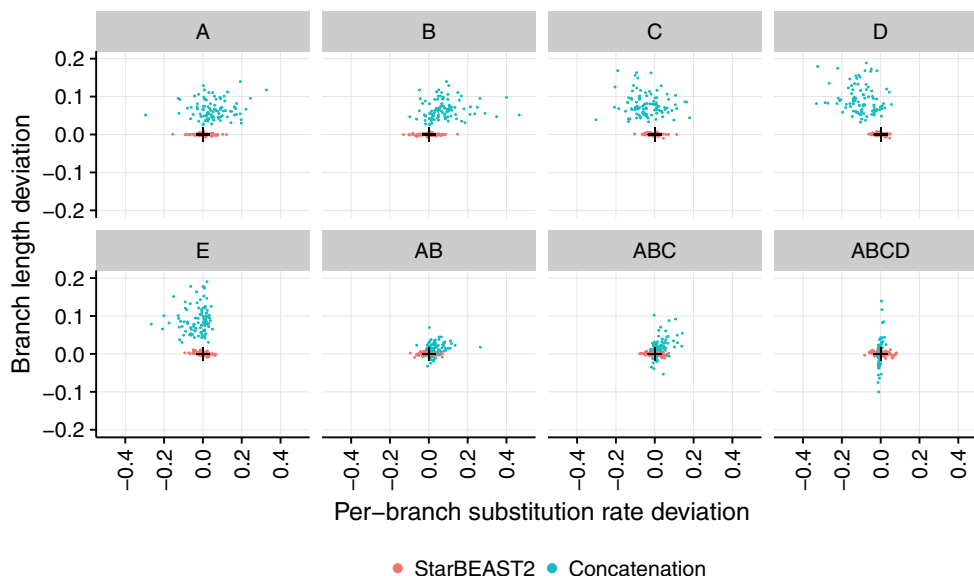 A B C D
Branch length deviation
0.2
0.1
0.0
−0.1
−0.2
E AB ABC ABCD
0.2
0.1
0.0
−0.1
−0.2
−0.4 −0.2 0.0 0.2 0.4 −0.4 −0.2 0.0 0.2 0.4 −0.4 −0.2 0.0 0.2 0.4 −0.4 −0.2 0.0 0.2 0.4
Per−branch substitution rate deviation
StarBEAST2 Concatenation